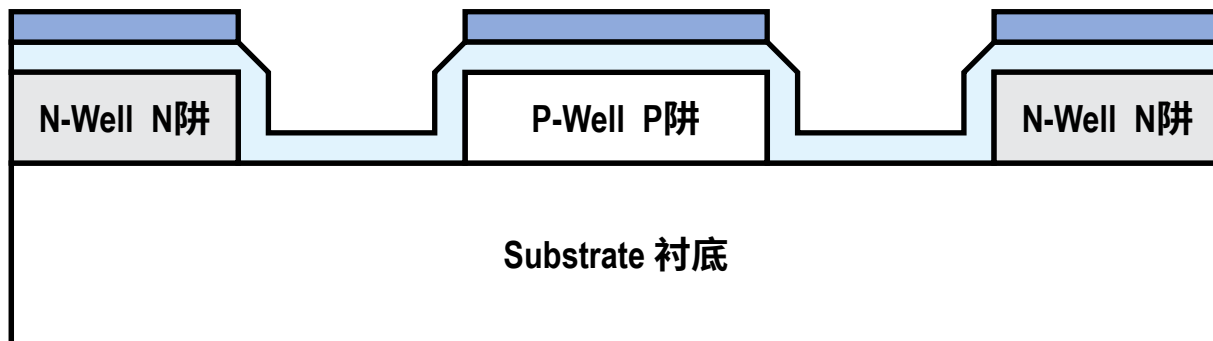 N-Well N阱
P-Well P阱
N-Well N阱
Substrate 衬底